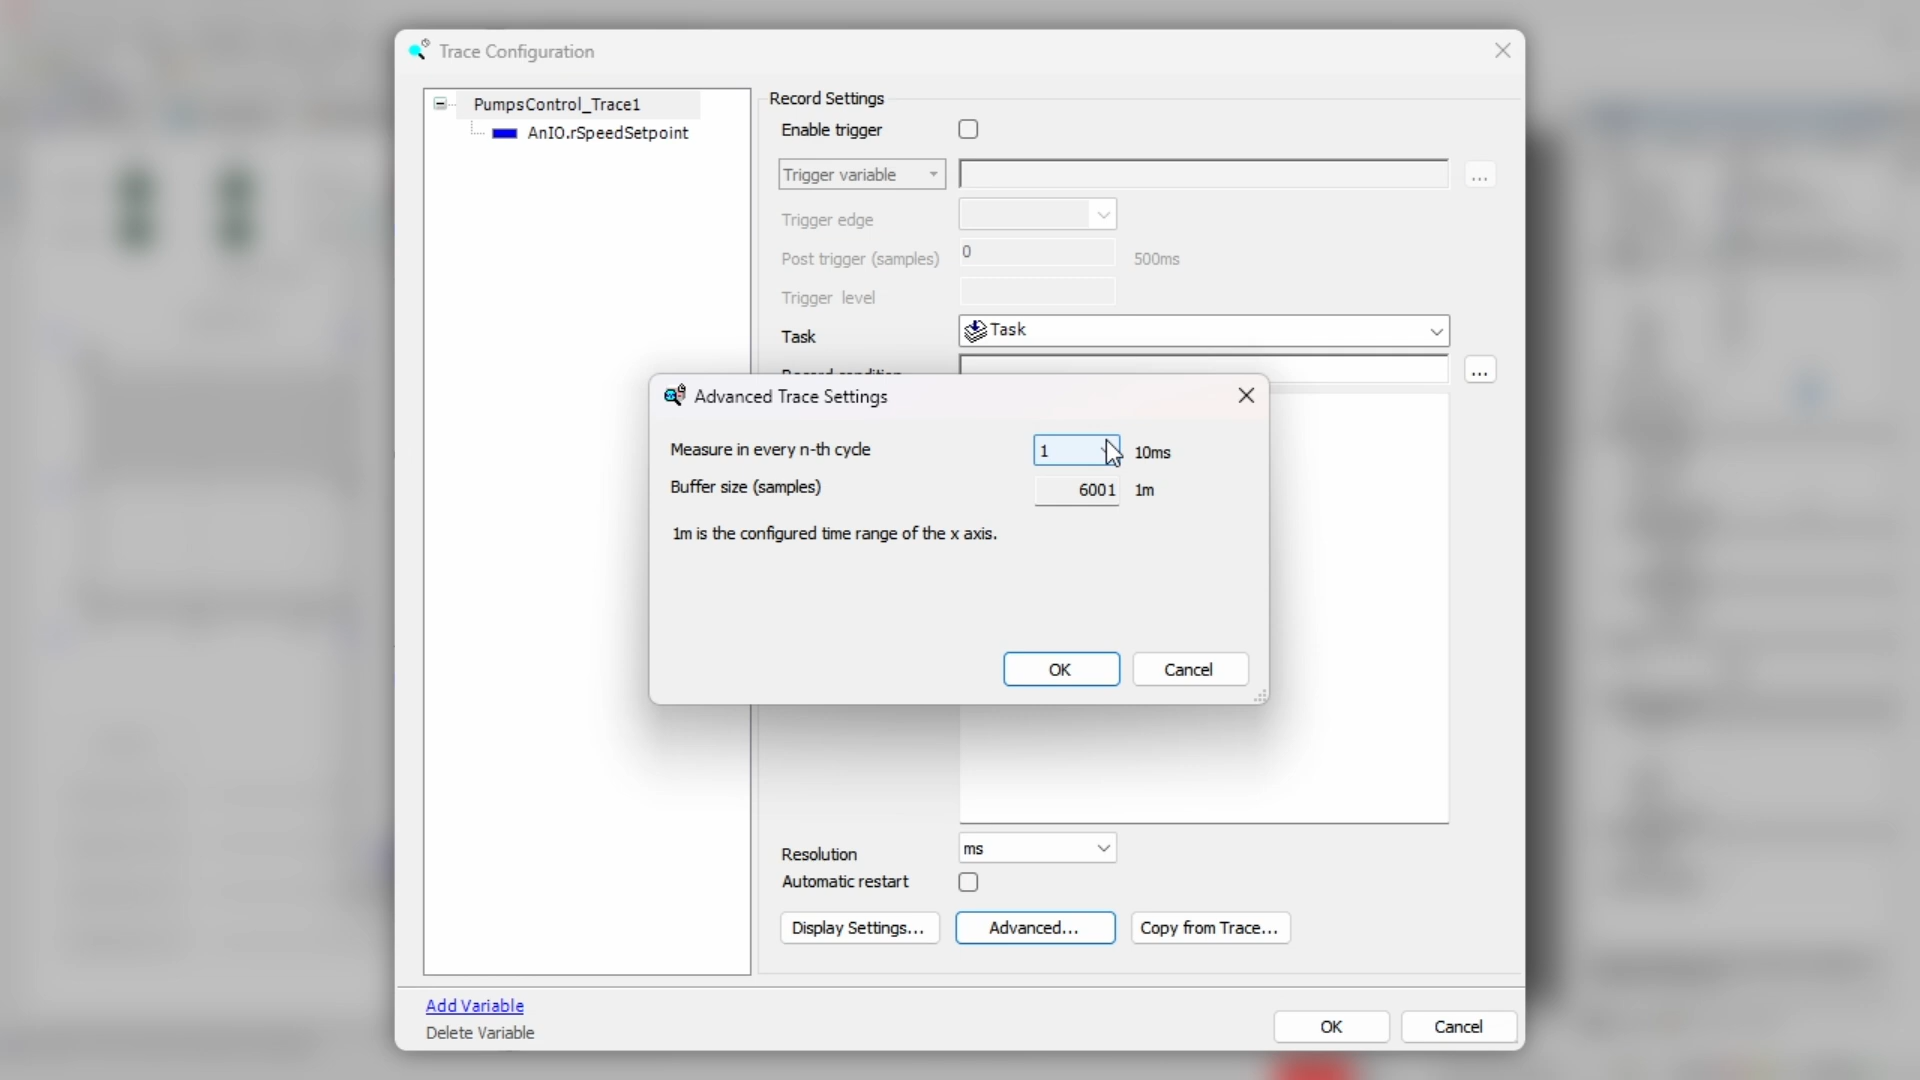 Trace Configuration
PumpsControl_Trace1
AnIO.rSpeedSetpoint
Record Settings
Enable trigger
Trigger variable
...
Trigger edge
Post trigger (samples) 0 500ms
Trigger level
Task Task
...
Advanced Trace Settings
Measure in every n-th cycle 1 10ms
Buffer size (samples) 6001 1m
1m is the configured time range of the x axis.
OK Cancel
Resolution ms
Automatic restart
Display Settings... Advanced... Copy from Trace...
Add Variable
Delete Variable
OK Cancel